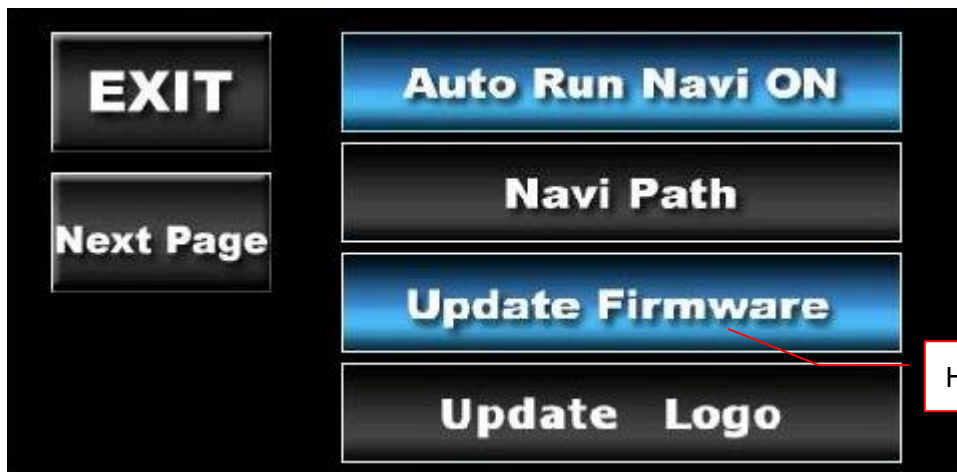 EXIT
Next Page
Auto Run Navi ON
Navi Path
Update Firmware
Update Logo